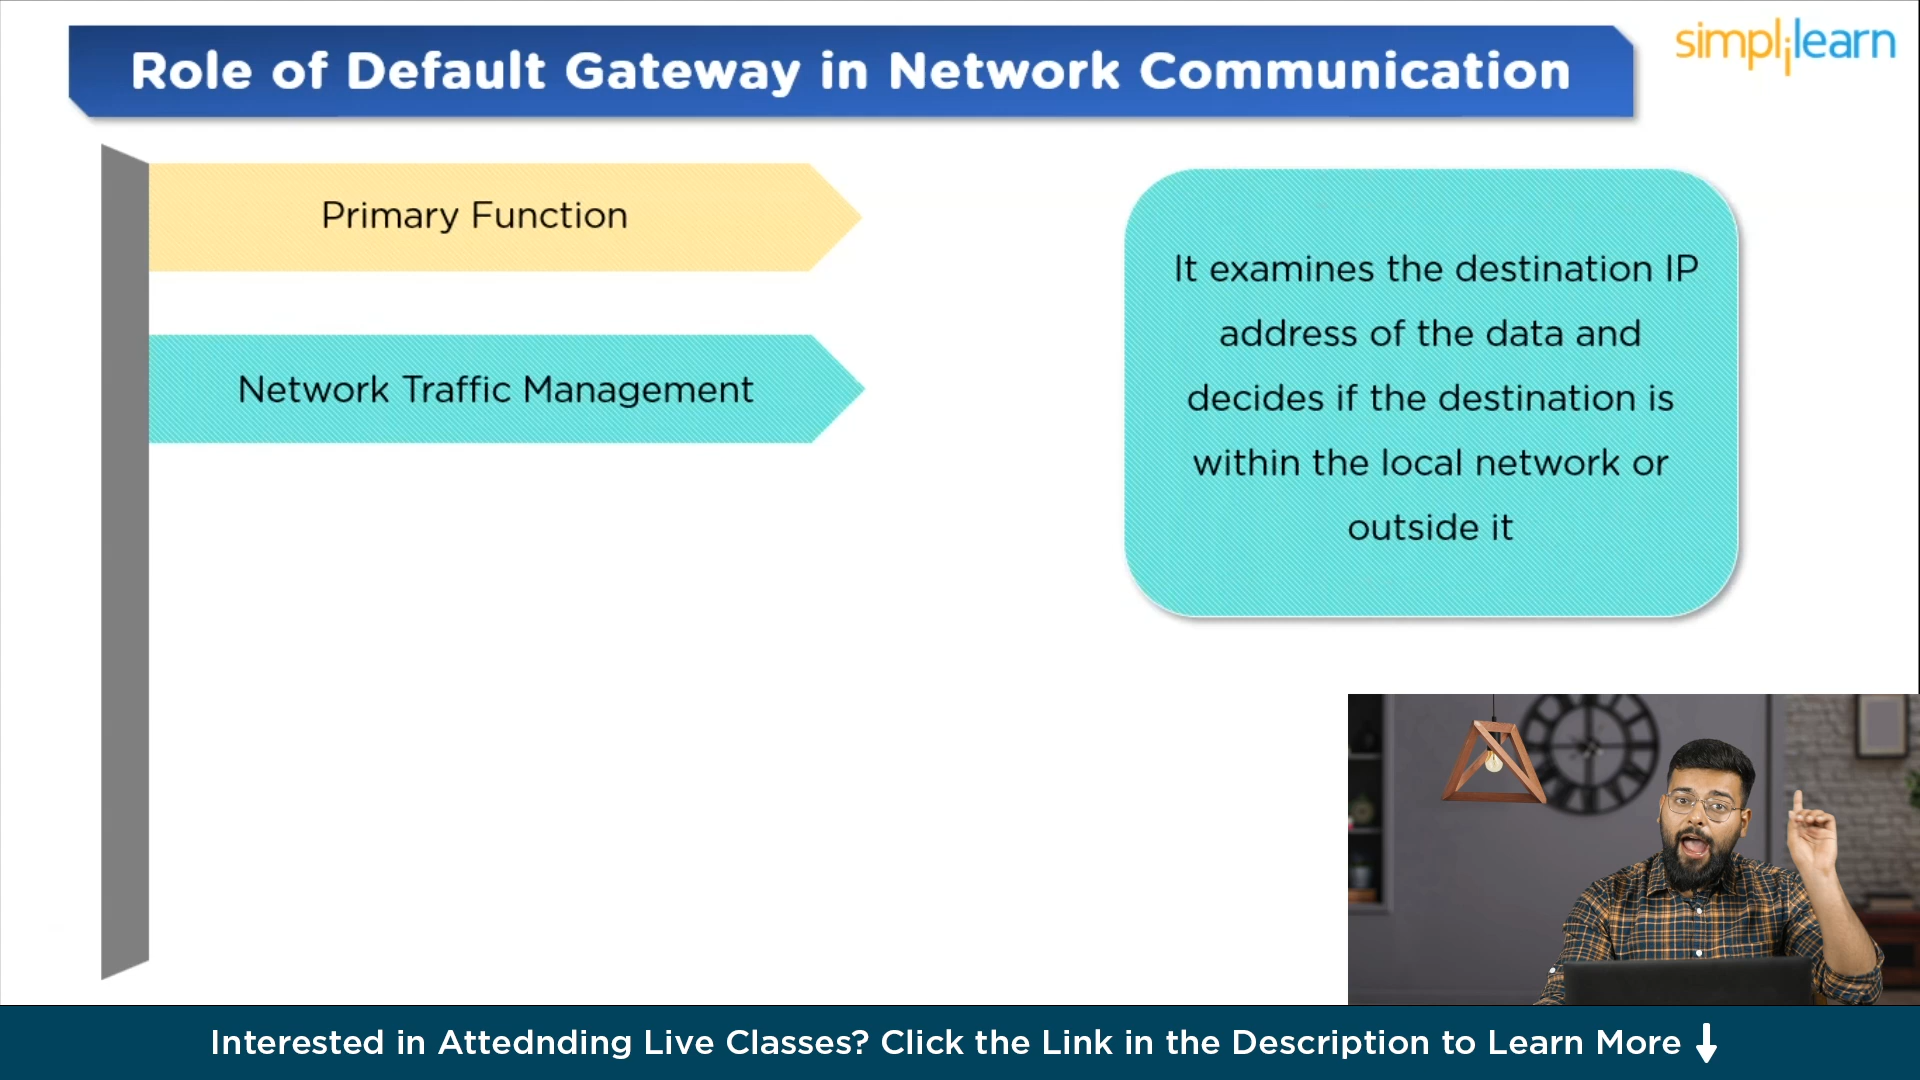 Role of Default Gateway in Network Communication
simplilearn
Primary Function
Network Traffic Management
It examines the destination IP
address of the data and
decides if the destination is
within the local network or
outside it
Interested in Attednding Live Classes? Click the Link in the Description to Learn More